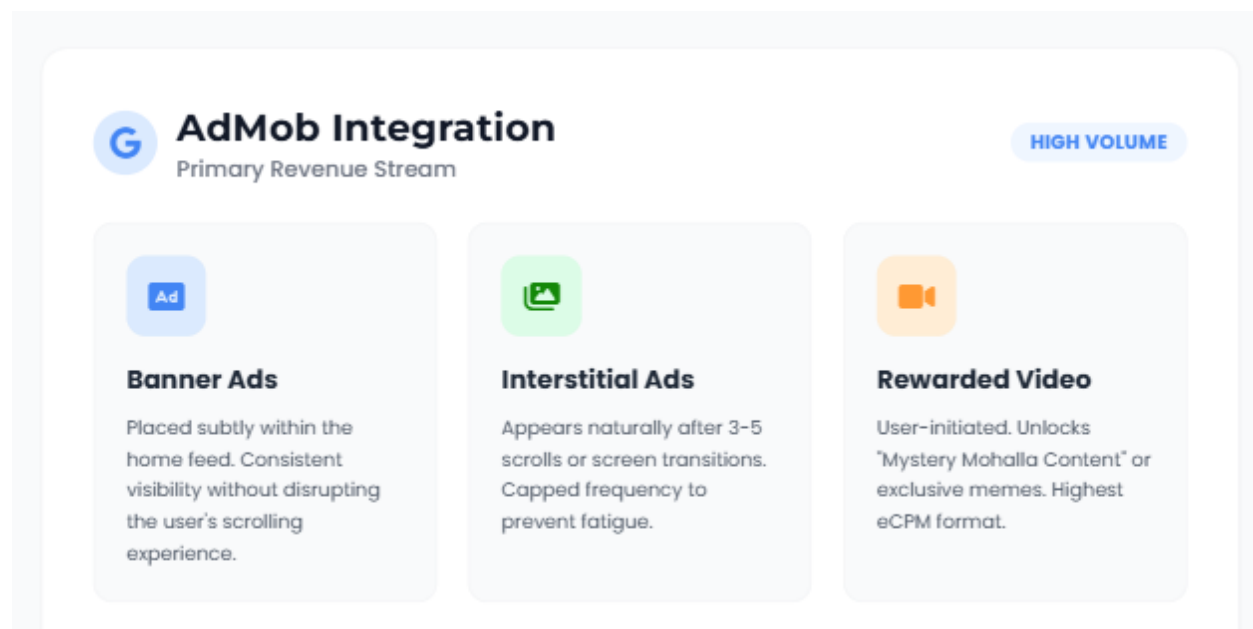 G
AdMob Integration
Primary Revenue Stream
HIGH VOLUME
Ad
Banner Ads
Placed subtly within the
home feed. Consistent
visibility without disrupting
the user's scrolling
experience.
Interstitial Ads
Appears naturally after 3-5
scrolls or screen transitions.
Capped frequency to
prevent fatigue.
Rewarded Video
User-initiated. Unlocks
"Mystery Mohalla Content" or
exclusive memes. Highest
eCPM format.